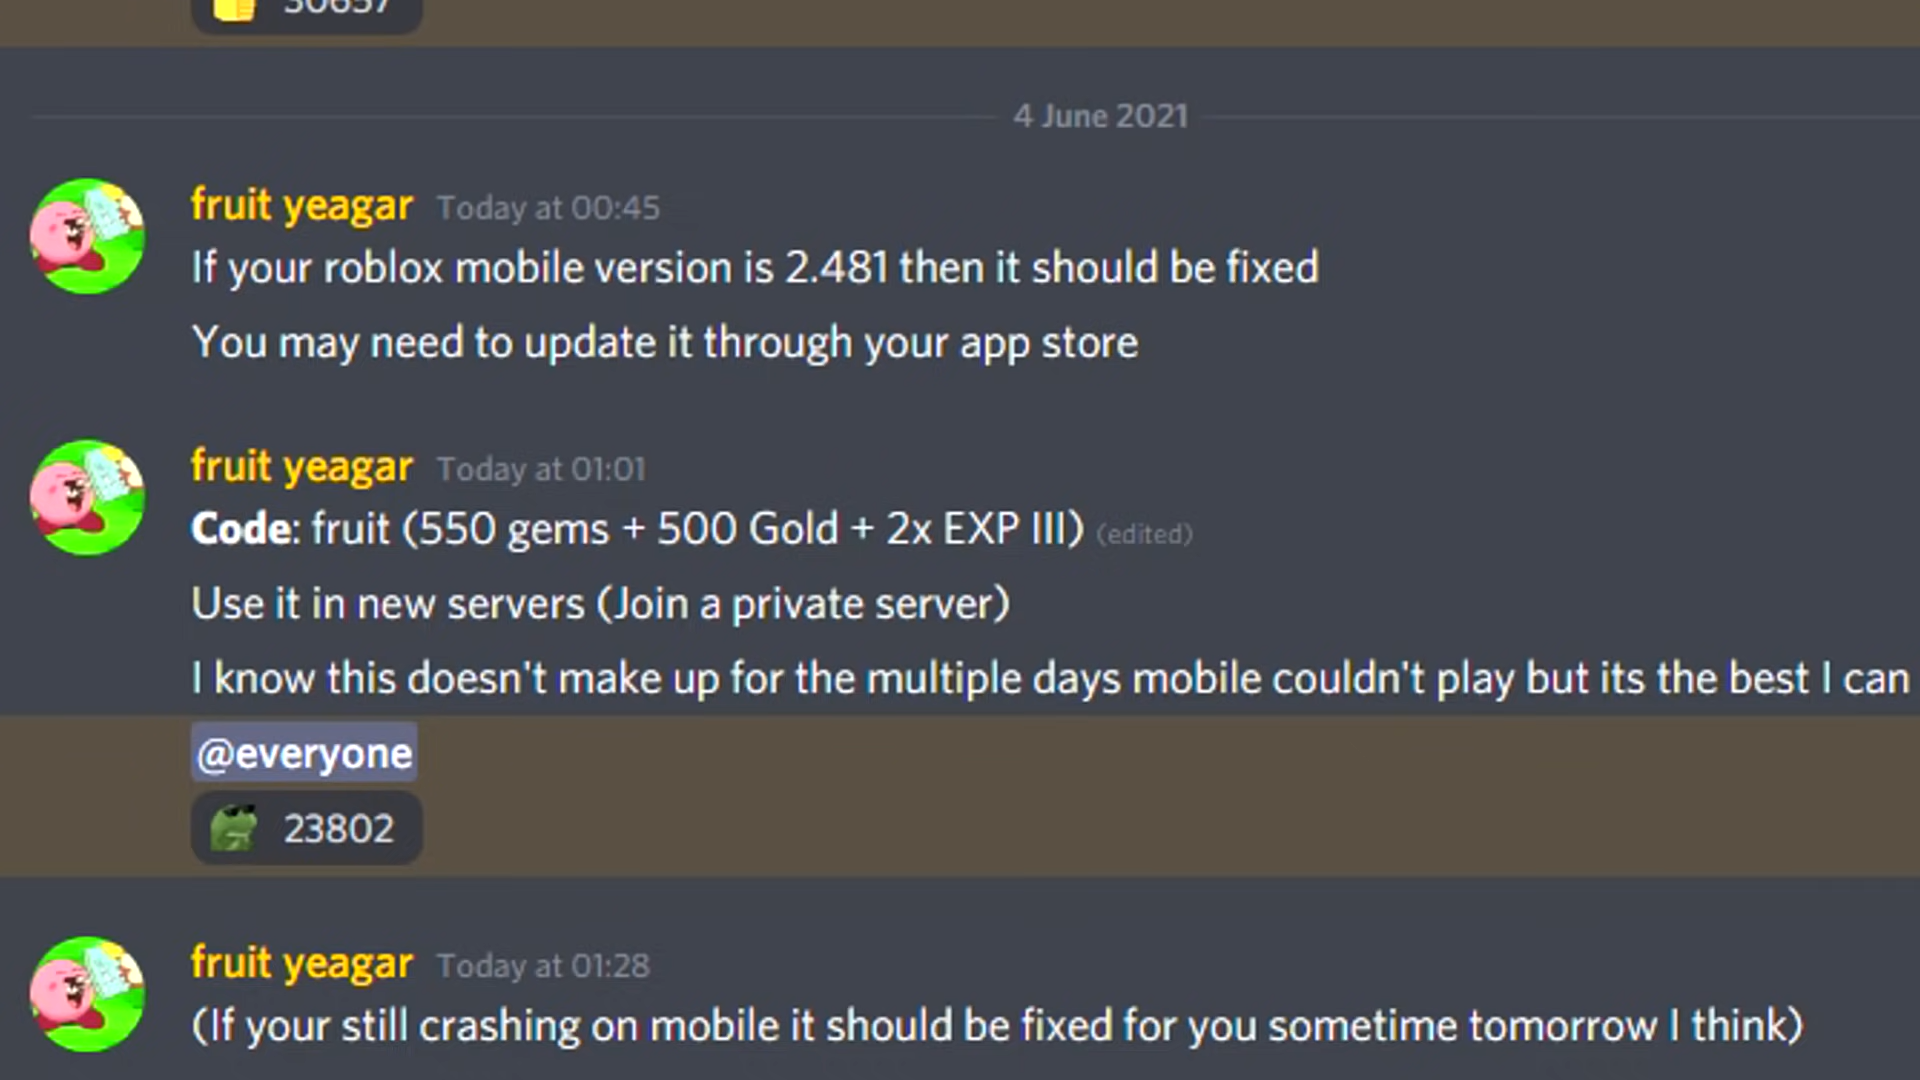 30657
4 June 2021
fruit yeagar Today at 00:45
If your roblox mobile version is 2.481 then it should be fixed
You may need to update it through your app store
fruit yeagar Today at 01:01
Code: fruit (550 gems + 500 Gold + 2x EXP III) (edited)
Use it in new servers (Join a private server)
I know this doesn't make up for the multiple days mobile couldn't play but its the best I can
@everyone
23802
fruit yeagar Today at 01:28
(If your still crashing on mobile it should be fixed for you sometime tomorrow I think)